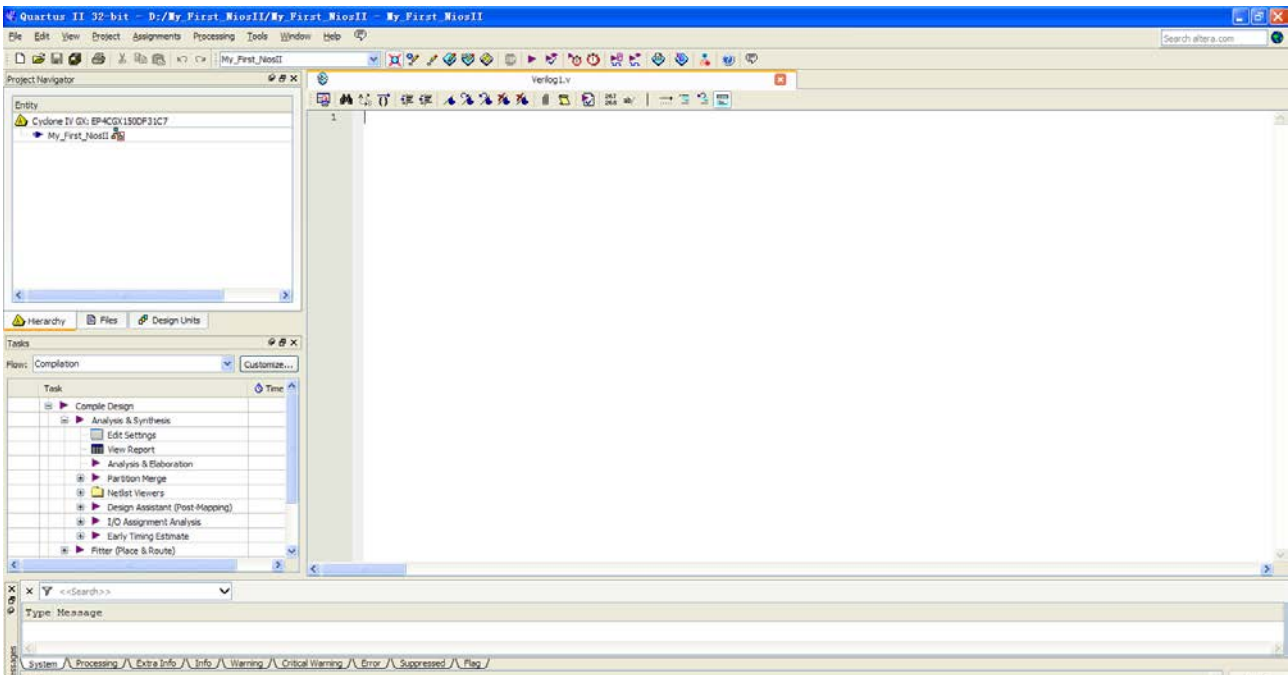 Quartus II 32-bit - D:/My_First_NiosII/My_First_NiosII - My_First_NiosII
File Edit View Project Assignments Processing Tools Window Help
Search altera.com
My_First_NiosII
Project Navigator
Verilog1.v
Entity
Cyclone IV GX: EP4CGX150DF31C7
My_First_NiosII
1
Hierarchy Files Design Units
Tasks
Flow: Compilation Customize...
Task Time
Compile Design
Analysis & Synthesis
Edit Settings
View Report
Analysis & Elaboration
Partition Merge
Netlist Viewers
Design Assistant (Post-Mapping)
I/O Assignment Analysis
Early Timing Estimate
Fitter (Place & Route)
<<Search>>
Type Message
System Processing Extra Info Info Warning Critical Warning Error Suppressed Flag